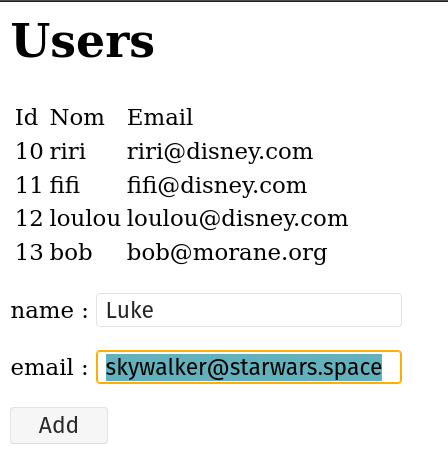 Users
Id Nom Email
10 riri riri@disney.com
11 fifi fifi@disney.com
12 loulou loulou@disney.com
13 bob bob@morane.org
name : Luke
email : skywalker@starwars.space
Add